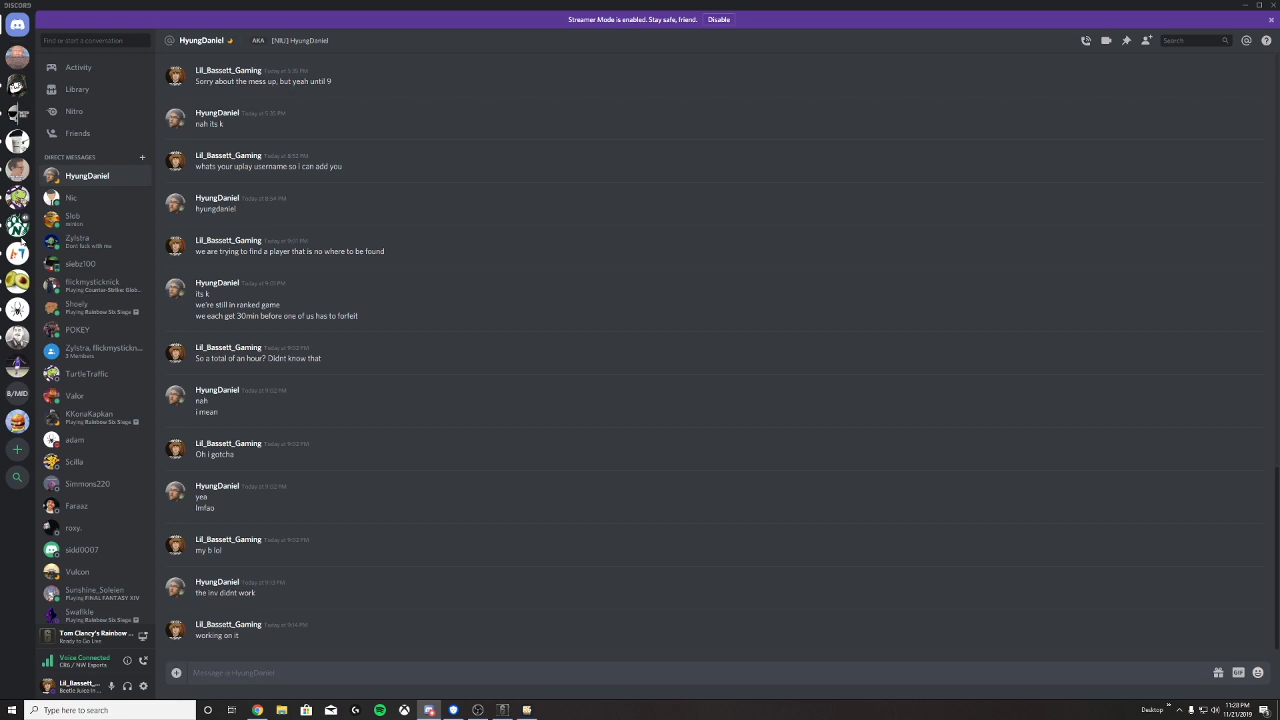 DISCORD
Streamer Mode is enabled. Stay safe, friend. Disable
Find or start a conversation
@ HyungDaniel AKA [NIU] HyungDaniel
Search
Activity
Library
Nitro
Friends
DIRECT MESSAGES
HyungDaniel
Nic
Slob
minion
Zylstra
Dont fuck with me
siebz100
flickmysticknick
Playing Counter-Strike: Glob...
Shoely
Playing Rainbow Six Siege
POKEY
Zylstra, flickmystickn...
3 Members
TurtleTraffic
Valor
KKonaKapkan
Playing Rainbow Six Siege
adam
Scilla
Simmons220
Faraaz
roxy.
sidd0007
Vulcon
Sunshine_Soleien
Playing FINAL FANTASY XIV
Swafikle
Playing Rainbow Six Siege
Tom Clancy's Rainbow ...
Ready to Go Live
Voice Connected
CR6 / NW Esports
Lil_Bassett_...
Beetle Juice in ...
B/MID
Lil_Bassett_Gaming Today at 5:35 PM
Sorry about the mess up, but yeah until 9
HyungDaniel Today at 5:35 PM
nah its k
Lil_Bassett_Gaming Today at 8:52 PM
whats your uplay username so i can add you
HyungDaniel Today at 8:54 PM
hyungdaniel
Lil_Bassett_Gaming Today at 9:01 PM
we are trying to find a player that is no where to be found
HyungDaniel Today at 9:01 PM
its k
we're still in ranked game
we each get 30min before one of us has to forfeit
Lil_Bassett_Gaming Today at 9:02 PM
So a total of an hour? Didnt know that
HyungDaniel Today at 9:02 PM
nah
i mean
Lil_Bassett_Gaming Today at 9:02 PM
Oh i gotcha
HyungDaniel Today at 9:02 PM
yea
lmfao
Lil_Bassett_Gaming Today at 9:02 PM
my b lol
HyungDaniel Today at 9:13 PM
the inv didnt work
Lil_Bassett_Gaming Today at 9:14 PM
working on it
Message @HyungDaniel
GIF
Type here to search
Desktop
11:28 PM
11/21/2019